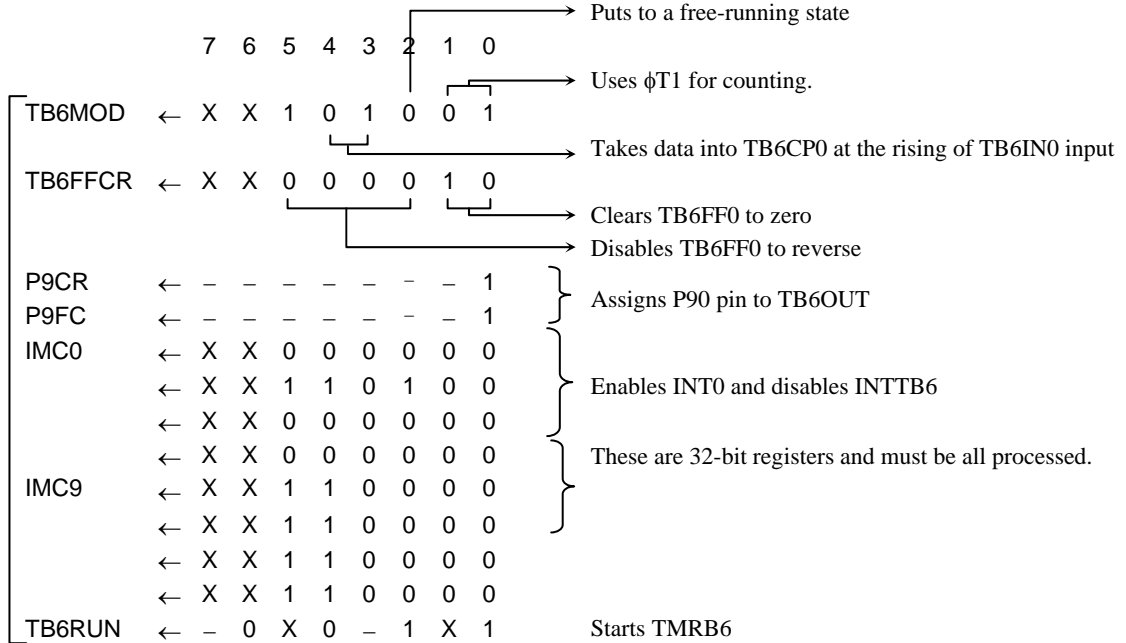 Puts to a free-running state
7 6 5 4 3 2 1 0
Uses ϕT1 for counting.
TB6MOD ← X X 1 0 1 0 0 1
Takes data into TB6CP0 at the rising of TB6IN0 input
TB6FFCR ← X X 0 0 0 0 1 0
Clears TB6FF0 to zero
Disables TB6FF0 to reverse
P9CR ← – – – – – – – 1
Assigns P90 pin to TB6OUT
P9FC ← – – – – – – – 1
IMC0 ← X X 0 0 0 0 0 0
← X X 1 1 0 1 0 0 Enables INT0 and disables INTTB6
← X X 0 0 0 0 0 0
← X X 0 0 0 0 0 0 These are 32-bit registers and must be all processed.
IMC9 ← X X 1 1 0 0 0 0
← X X 1 1 0 0 0 0
← X X 1 1 0 0 0 0
← X X 1 1 0 0 0 0
TB6RUN ← – 0 X 0 – 1 X 1 Starts TMRB6